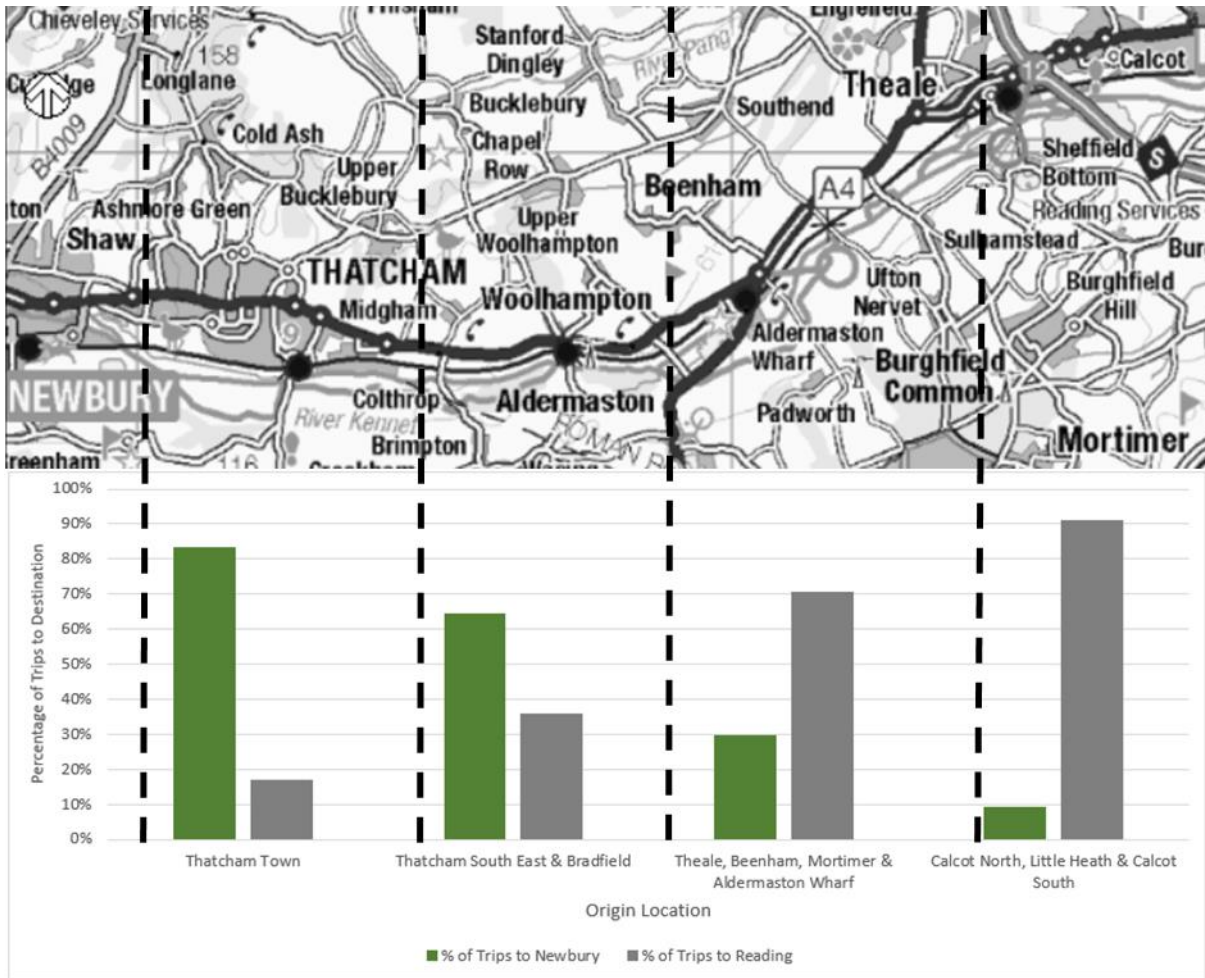 Chieveley Services
158
Longlane
B4009
Cold Ash
Upper
Bucklebury
Ashmore Green
Shaw
THATCHAM
Midgham
9
NEWBURY
Colthrop
River Kennet
Brimpton
116
Stanford
Dingley
Bucklebury
Chapel
Row
River Pang
Southend
Beenham
Upper
Woolhampton
Woolhampton
Aldermaston
Theale
12
Calcot
A4
Sheffield
Bottom
S
Reading Services
Sulhamstead
Ufton
Nervet
Burghfield
Hill
Aldermaston
Wharf
Burghfield
Common
Padworth
Mortimer
100%
90%
80%
70%
60%
50%
40%
30%
20%
10%
0%
Percentage of Trips to Destination
Thatcham Town
Thatcham South East & Bradfield
Theale, Beenham, Mortimer &
Aldermaston Wharf
Calcot North, Little Heath & Calcot
South
Origin Location
% of Trips to Newbury
% of Trips to Reading